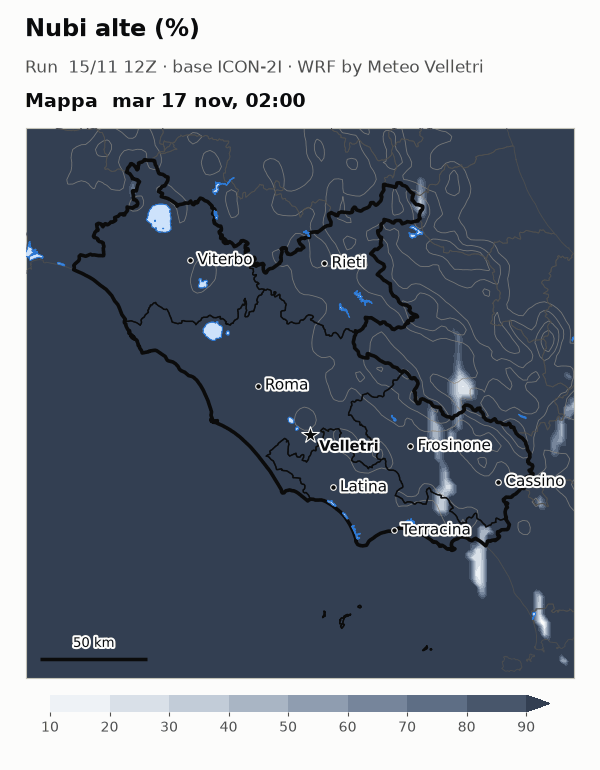 Nubi alte (%)
Run  15/11 12Z · base ICON-2I · WRF by Meteo Velletri
Mappa  mar 17 nov, 02:00
Viterbo
Rieti
Roma
Velletri
Frosinone
Cassino
Latina
Terracina
50 km
10 20 30 40 50 60 70 80 90